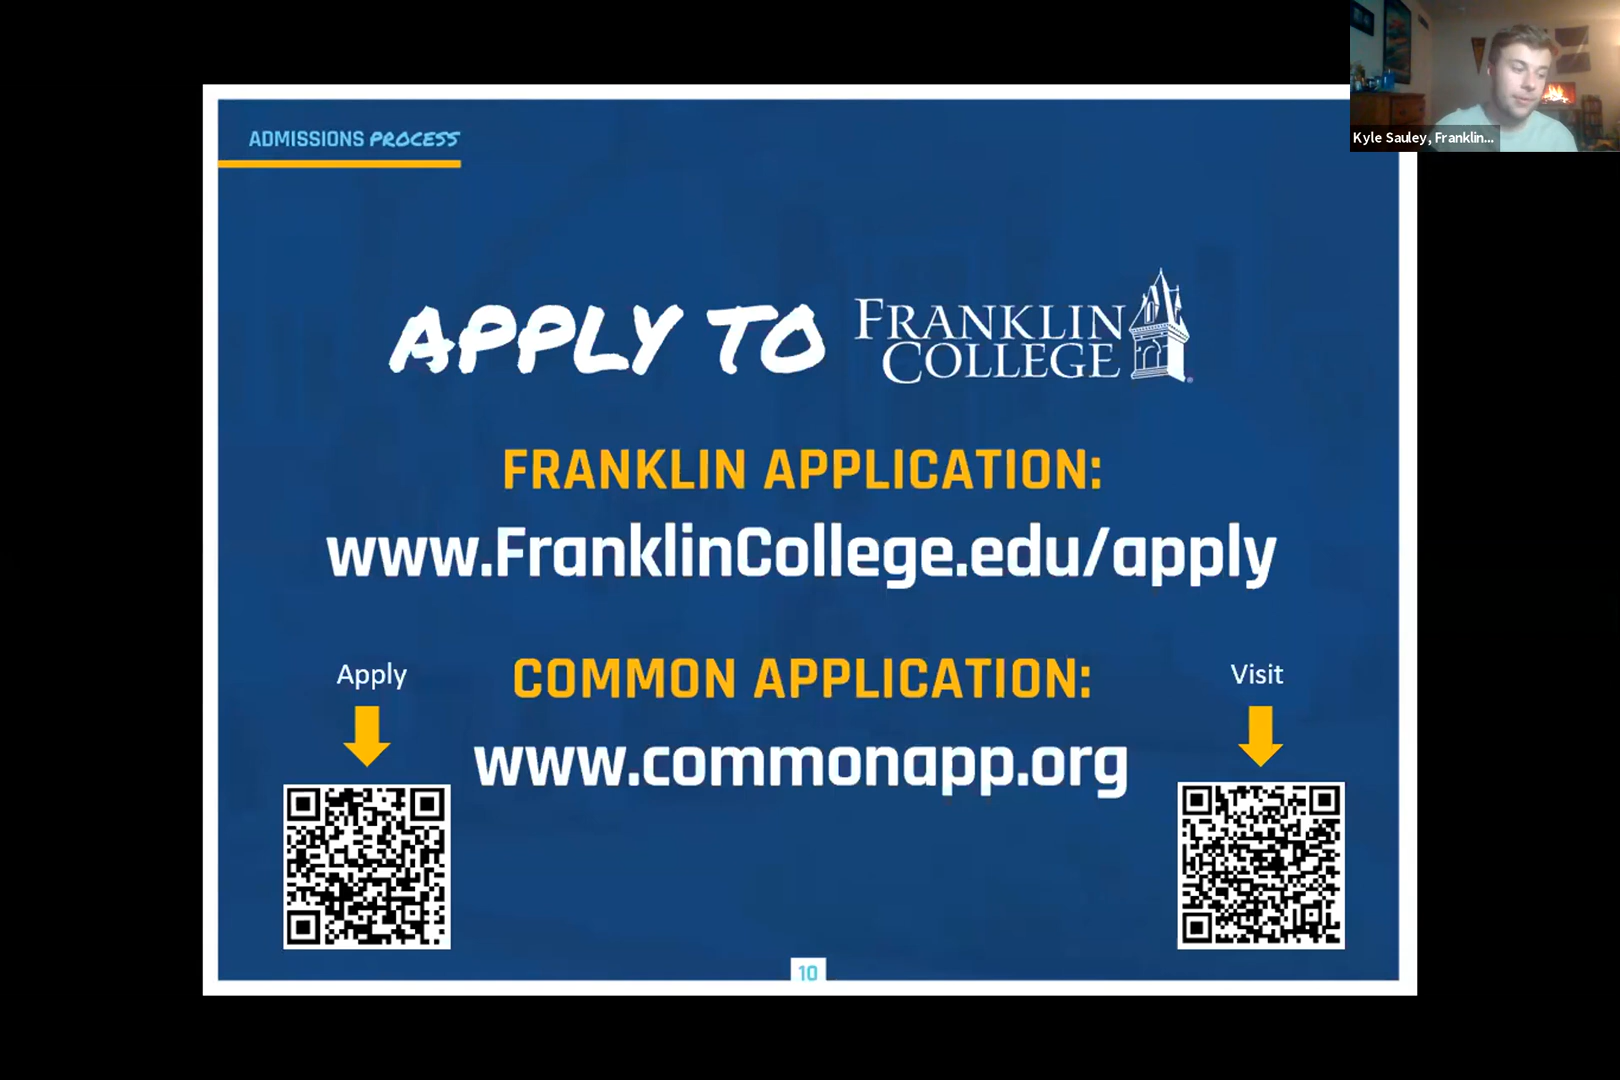 ADMISSIONS PROCESS
Kyle Sauley, Franklin...
APPLY TO
FRANKLIN
COLLEGE
FRANKLIN APPLICATION:
www.FranklinCollege.edu/apply
COMMON APPLICATION:
www.commonapp.org
Apply
Visit
10